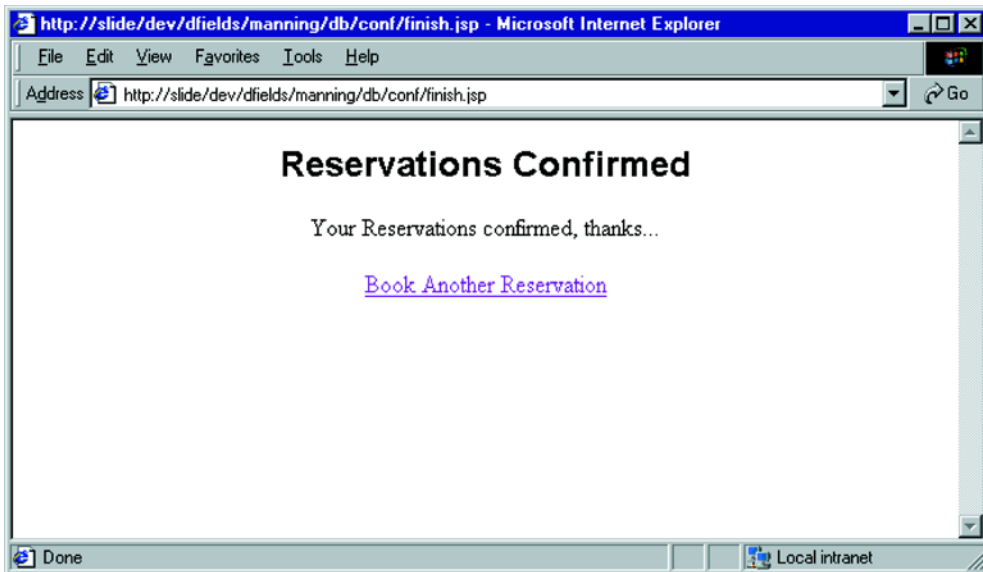 http://slide/dev/dfields/manning/db/conf/finish.jsp - Microsoft Internet Explorer
File Edit View Favorites Tools Help
Address http://slide/dev/dfields/manning/db/conf/finish.jsp Go
Reservations Confirmed
Your Reservations confirmed, thanks...
Book Another Reservation
Done Local intranet